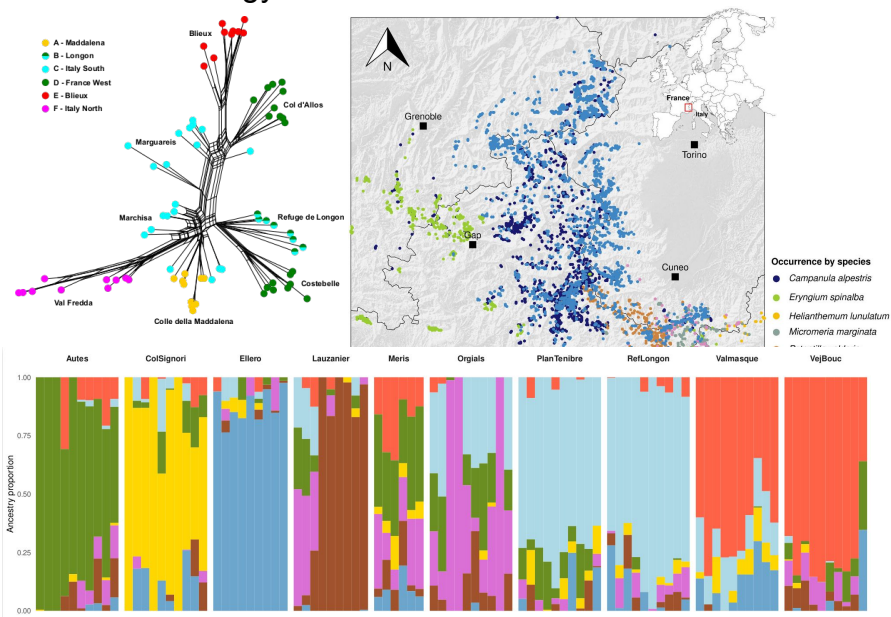 Blieux
A - Maddalena
B - Longon
C - Italy South
D - France West
E - Blieux
F - Italy North
Col d'Allos
Marguareis
Marchisa
Refuge de Longon
Costebelle
Val Fredda
Colle della Maddalena
N
Grenoble
Gap
Torino
Cuneo
France
Italy
Occurrence by species
Campanula alpestris
Eryngium spinalba
Helianthemum lunulatum
Micromeria marginata
Autes ColSignori Ellero Lauzanier Meris Orgials PlanTenibre RefLongon Valmasque VejBouc
1.00
0.75
0.50
0.25
0.00
Ancestry proportion